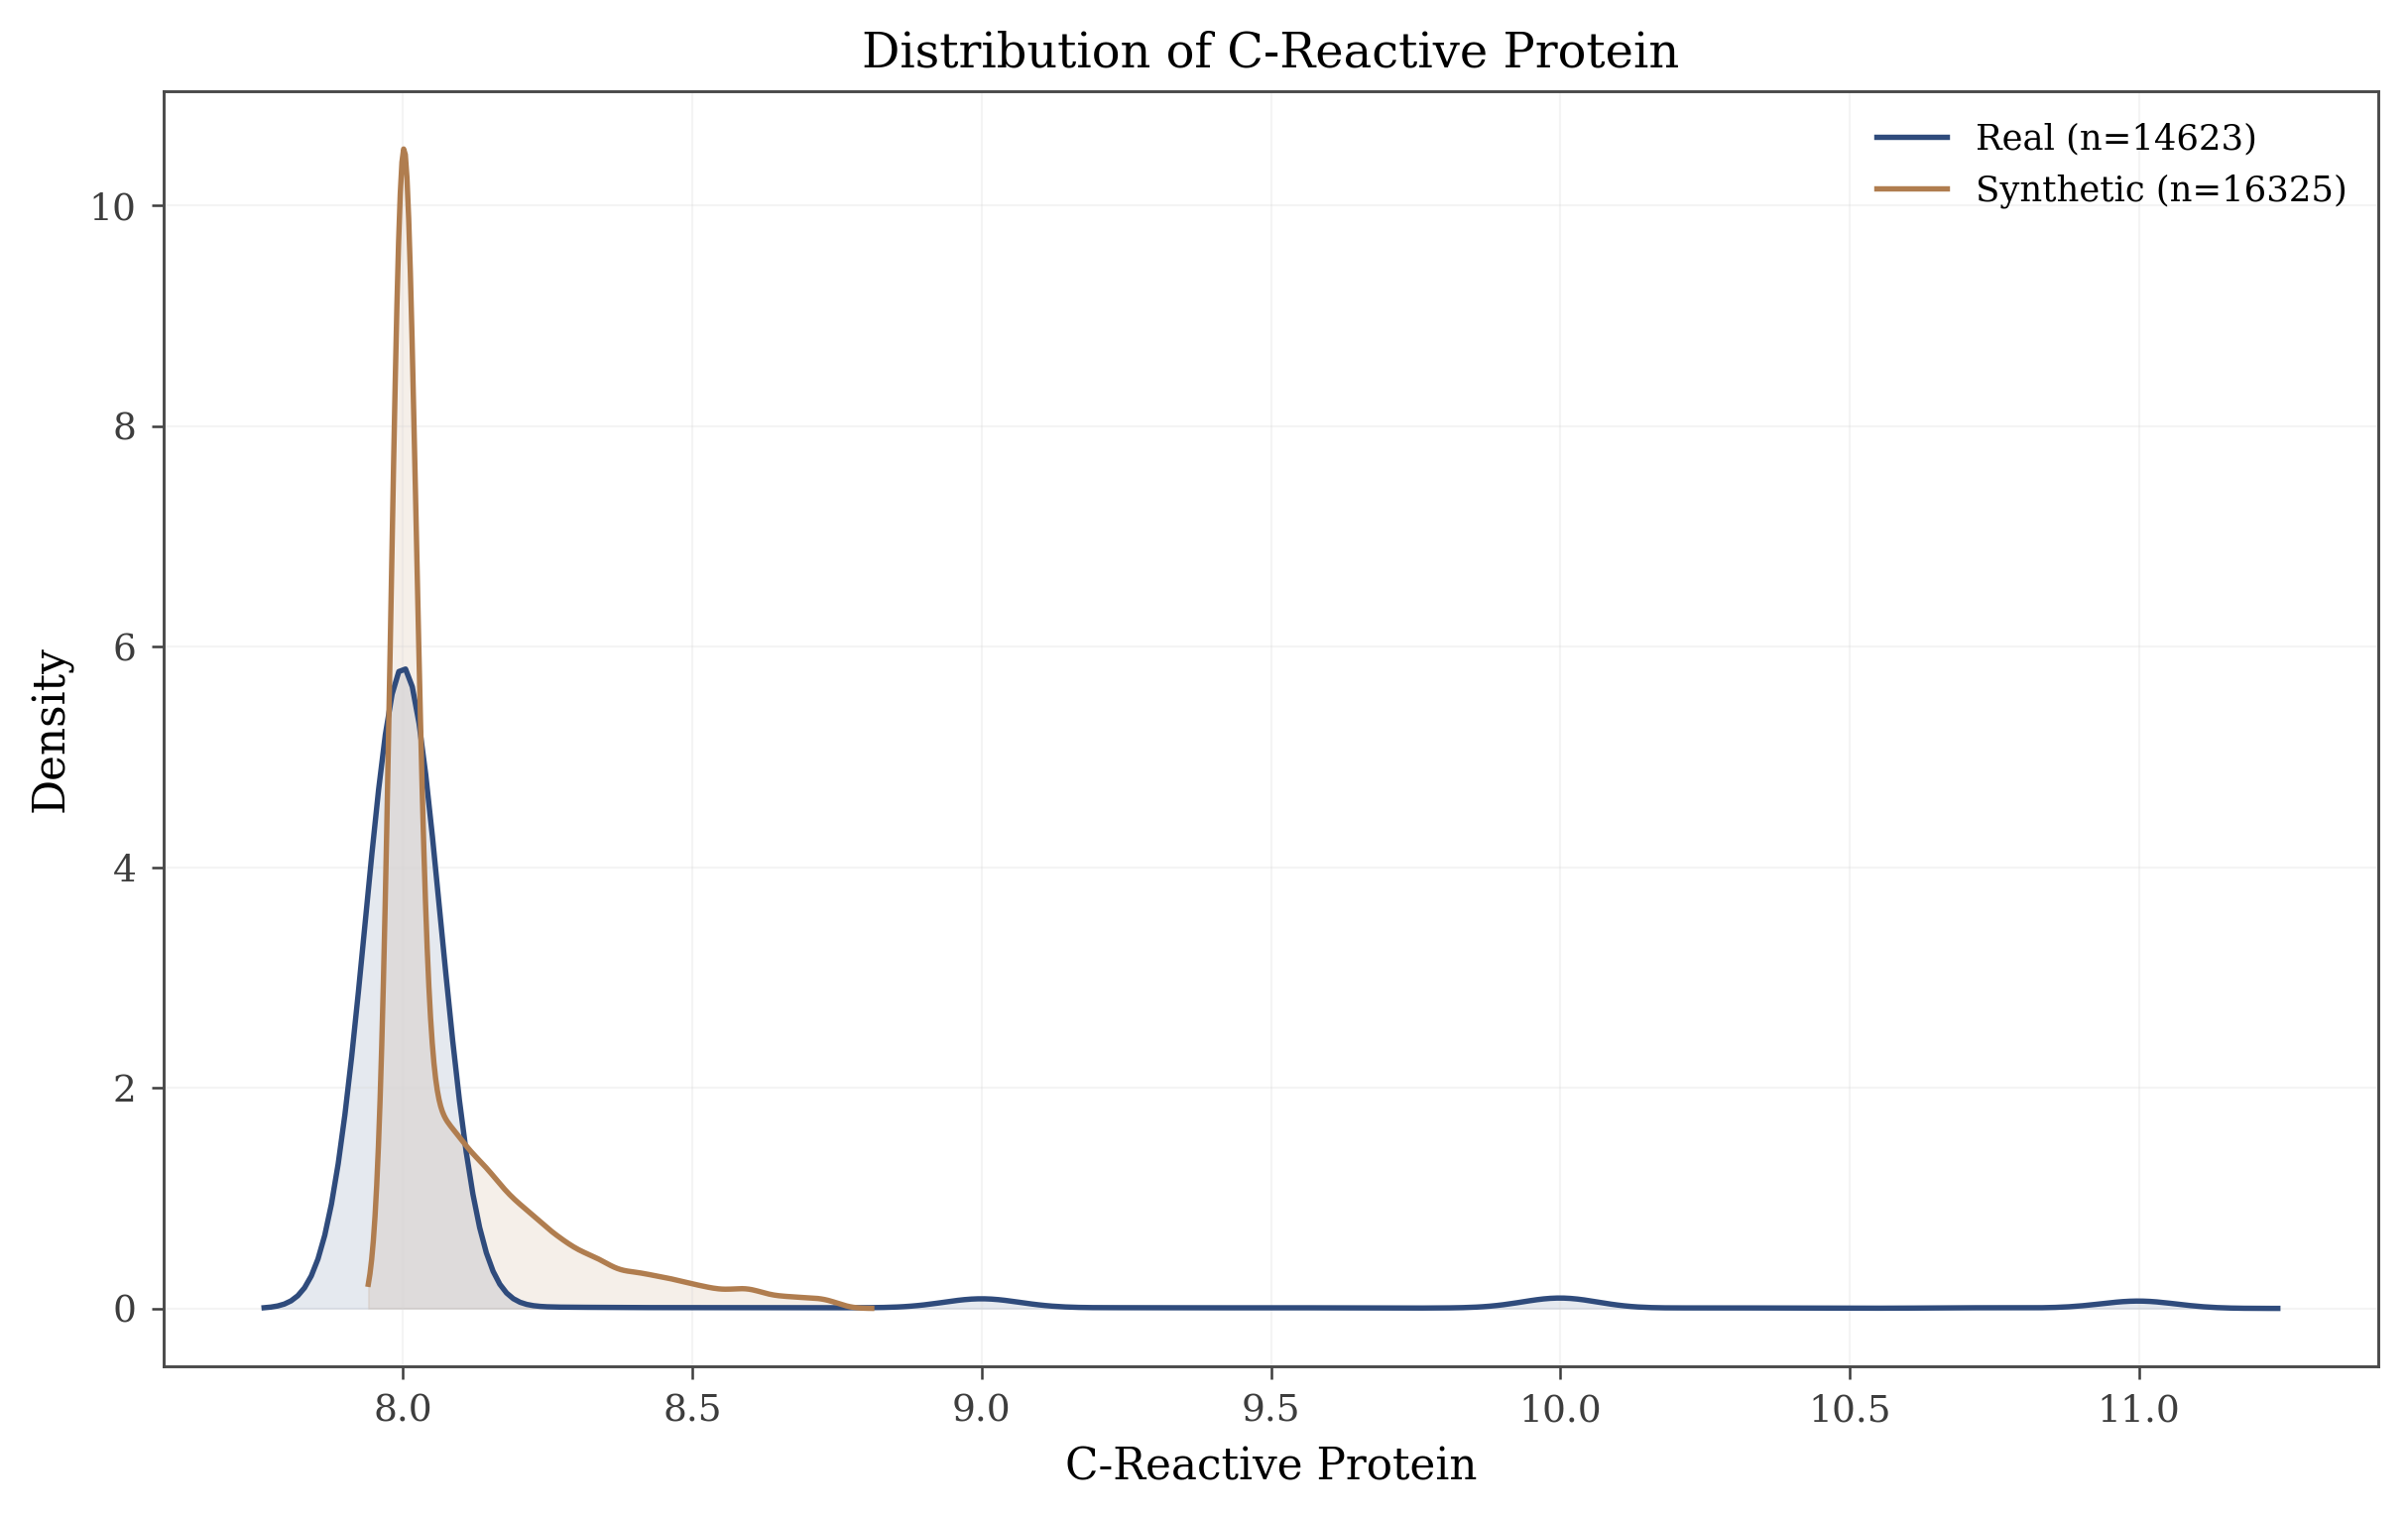 Distribution of C-Reactive Protein
Real (n=14623)
Synthetic (n=16325)
Density
10
8
6
4
2
0
8.0 8.5 9.0 9.5 10.0 10.5 11.0
C-Reactive Protein